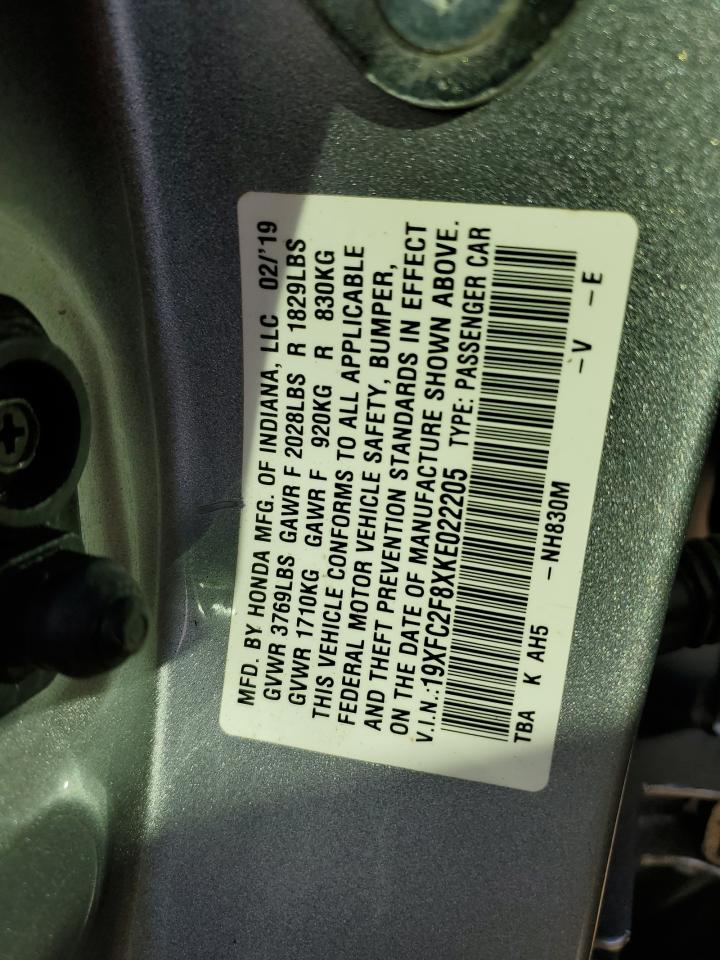 MFD. BY HONDA MFG. OF INDIANA, LLC 02/'19
GVWR 3769LBS GAWR F 2028LBS R 1829LBS
GVWR 1710KG GAWR F 920KG R 830KG
THIS VEHICLE CONFORMS TO ALL APPLICABLE
FEDERAL MOTOR VEHICLE SAFETY, BUMPER,
AND THEFT PREVENTION STANDARDS IN EFFECT
ON THE DATE OF MANUFACTURE SHOWN ABOVE.
V.I.N.:19XFC2F8XKE022205 TYPE: PASSENGER CAR
TBA K AH5 -NH830M -V -E